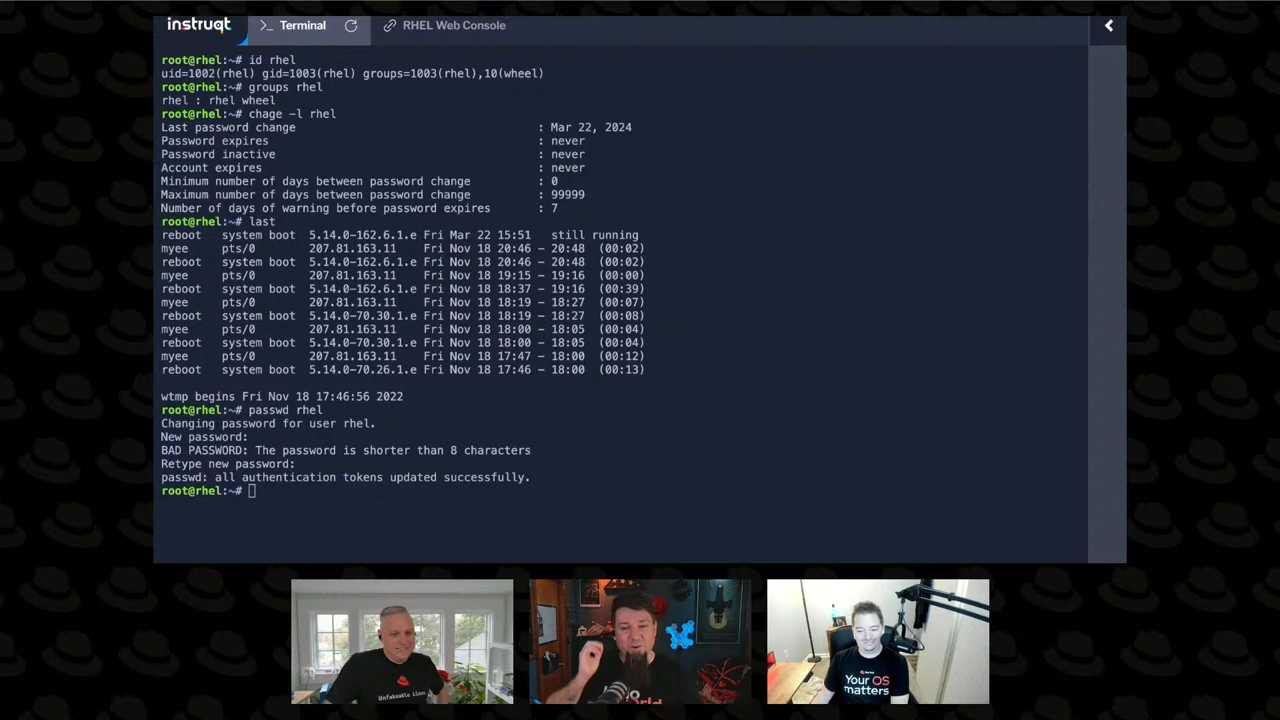 instruqt
>_ Terminal
RHEL Web Console
root@rhel:~# id rhel
uid=1002(rhel) gid=1003(rhel) groups=1003(rhel),10(wheel)
root@rhel:~# groups rhel
rhel : rhel wheel
root@rhel:~# chage -l rhel
Last password change : Mar 22, 2024
Password expires : never
Password inactive : never
Account expires : never
Minimum number of days between password change : 0
Maximum number of days between password change : 99999
Number of days of warning before password expires : 7
root@rhel:~# last
reboot system boot 5.14.0-162.6.1.e Fri Mar 22 15:51 still running
myee pts/0 207.81.163.11 Fri Nov 18 20:46 - 20:48 (00:02)
reboot system boot 5.14.0-162.6.1.e Fri Nov 18 20:46 - 20:48 (00:02)
myee pts/0 207.81.163.11 Fri Nov 18 19:15 - 19:16 (00:00)
reboot system boot 5.14.0-162.6.1.e Fri Nov 18 18:37 - 19:16 (00:39)
myee pts/0 207.81.163.11 Fri Nov 18 18:19 - 18:27 (00:07)
reboot system boot 5.14.0-70.30.1.e Fri Nov 18 18:19 - 18:27 (00:08)
myee pts/0 207.81.163.11 Fri Nov 18 18:00 - 18:05 (00:04)
reboot system boot 5.14.0-70.30.1.e Fri Nov 18 18:00 - 18:05 (00:04)
myee pts/0 207.81.163.11 Fri Nov 18 17:47 - 18:00 (00:12)
reboot system boot 5.14.0-70.26.1.e Fri Nov 18 17:46 - 18:00 (00:13)
wtmp begins Fri Nov 18 17:46:56 2022
root@rhel:~# passwd rhel
Changing password for user rhel.
New password:
BAD PASSWORD: The password is shorter than 8 characters
Retype new password:
passwd: all authentication tokens updated successfully.
root@rhel:~#
Unfakeable Linux
Your OS
matters